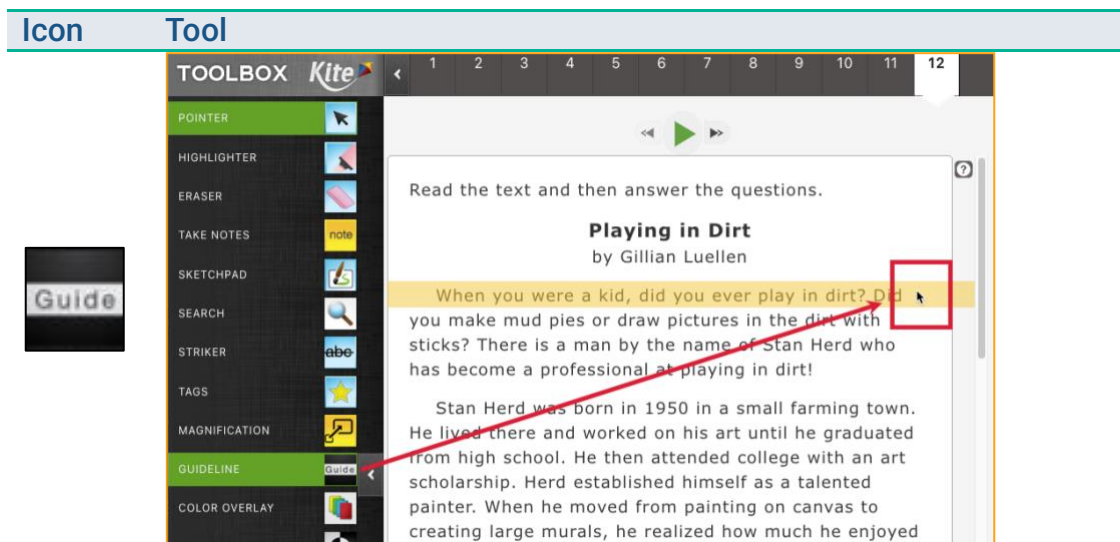 Icon Tool
TOOLBOX Kite
1 2 3 4 5 6 7 8 9 10 11 12
POINTER
HIGHLIGHTER
ERASER
TAKE NOTES note
SKETCHPAD
SEARCH
STRIKER abc
TAGS
MAGNIFICATION
GUIDELINE Guide
COLOR OVERLAY
Guide
?
Read the text and then answer the questions.
Playing in Dirt
by Gillian Luellen
When you were a kid, did you ever play in dirt? Did
you make mud pies or draw pictures in the dirt with
sticks? There is a man by the name of Stan Herd who
has become a professional at playing in dirt!
Stan Herd was born in 1950 in a small farming town.
He lived there and worked on his art until he graduated
from high school. He then attended college with an art
scholarship. Herd established himself as a talented
painter. When he moved from painting on canvas to
creating large murals, he realized how much he enjoyed